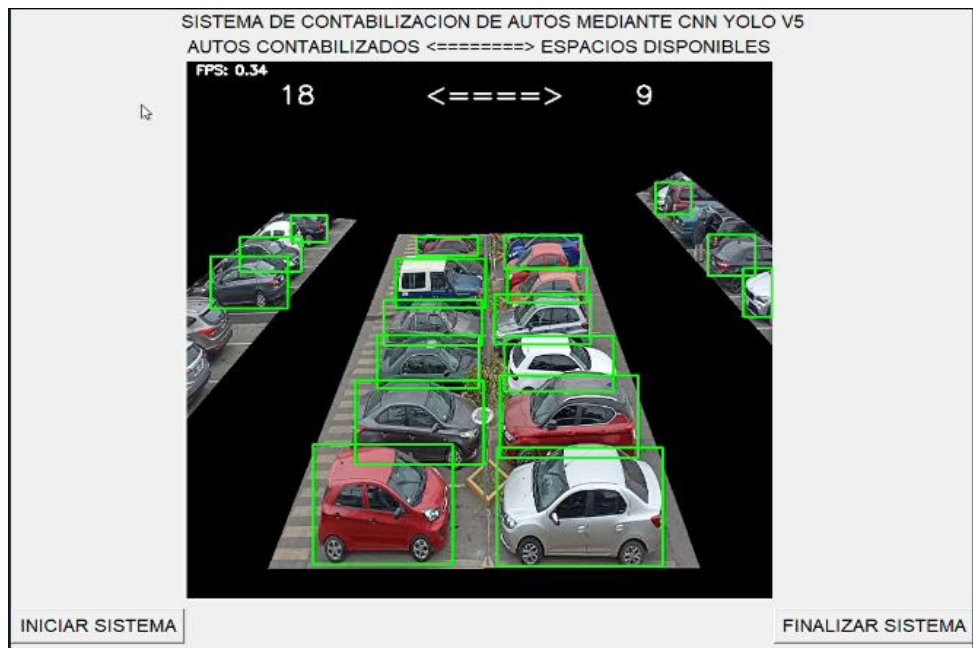 SISTEMA DE CONTABILIZACION DE AUTOS MEDIANTE CNN YOLO V5
AUTOS CONTABILIZADOS <========> ESPACIOS DISPONIBLES
FPS: 0.34
18 <====> 9
INICIAR SISTEMA
FINALIZAR SISTEMA